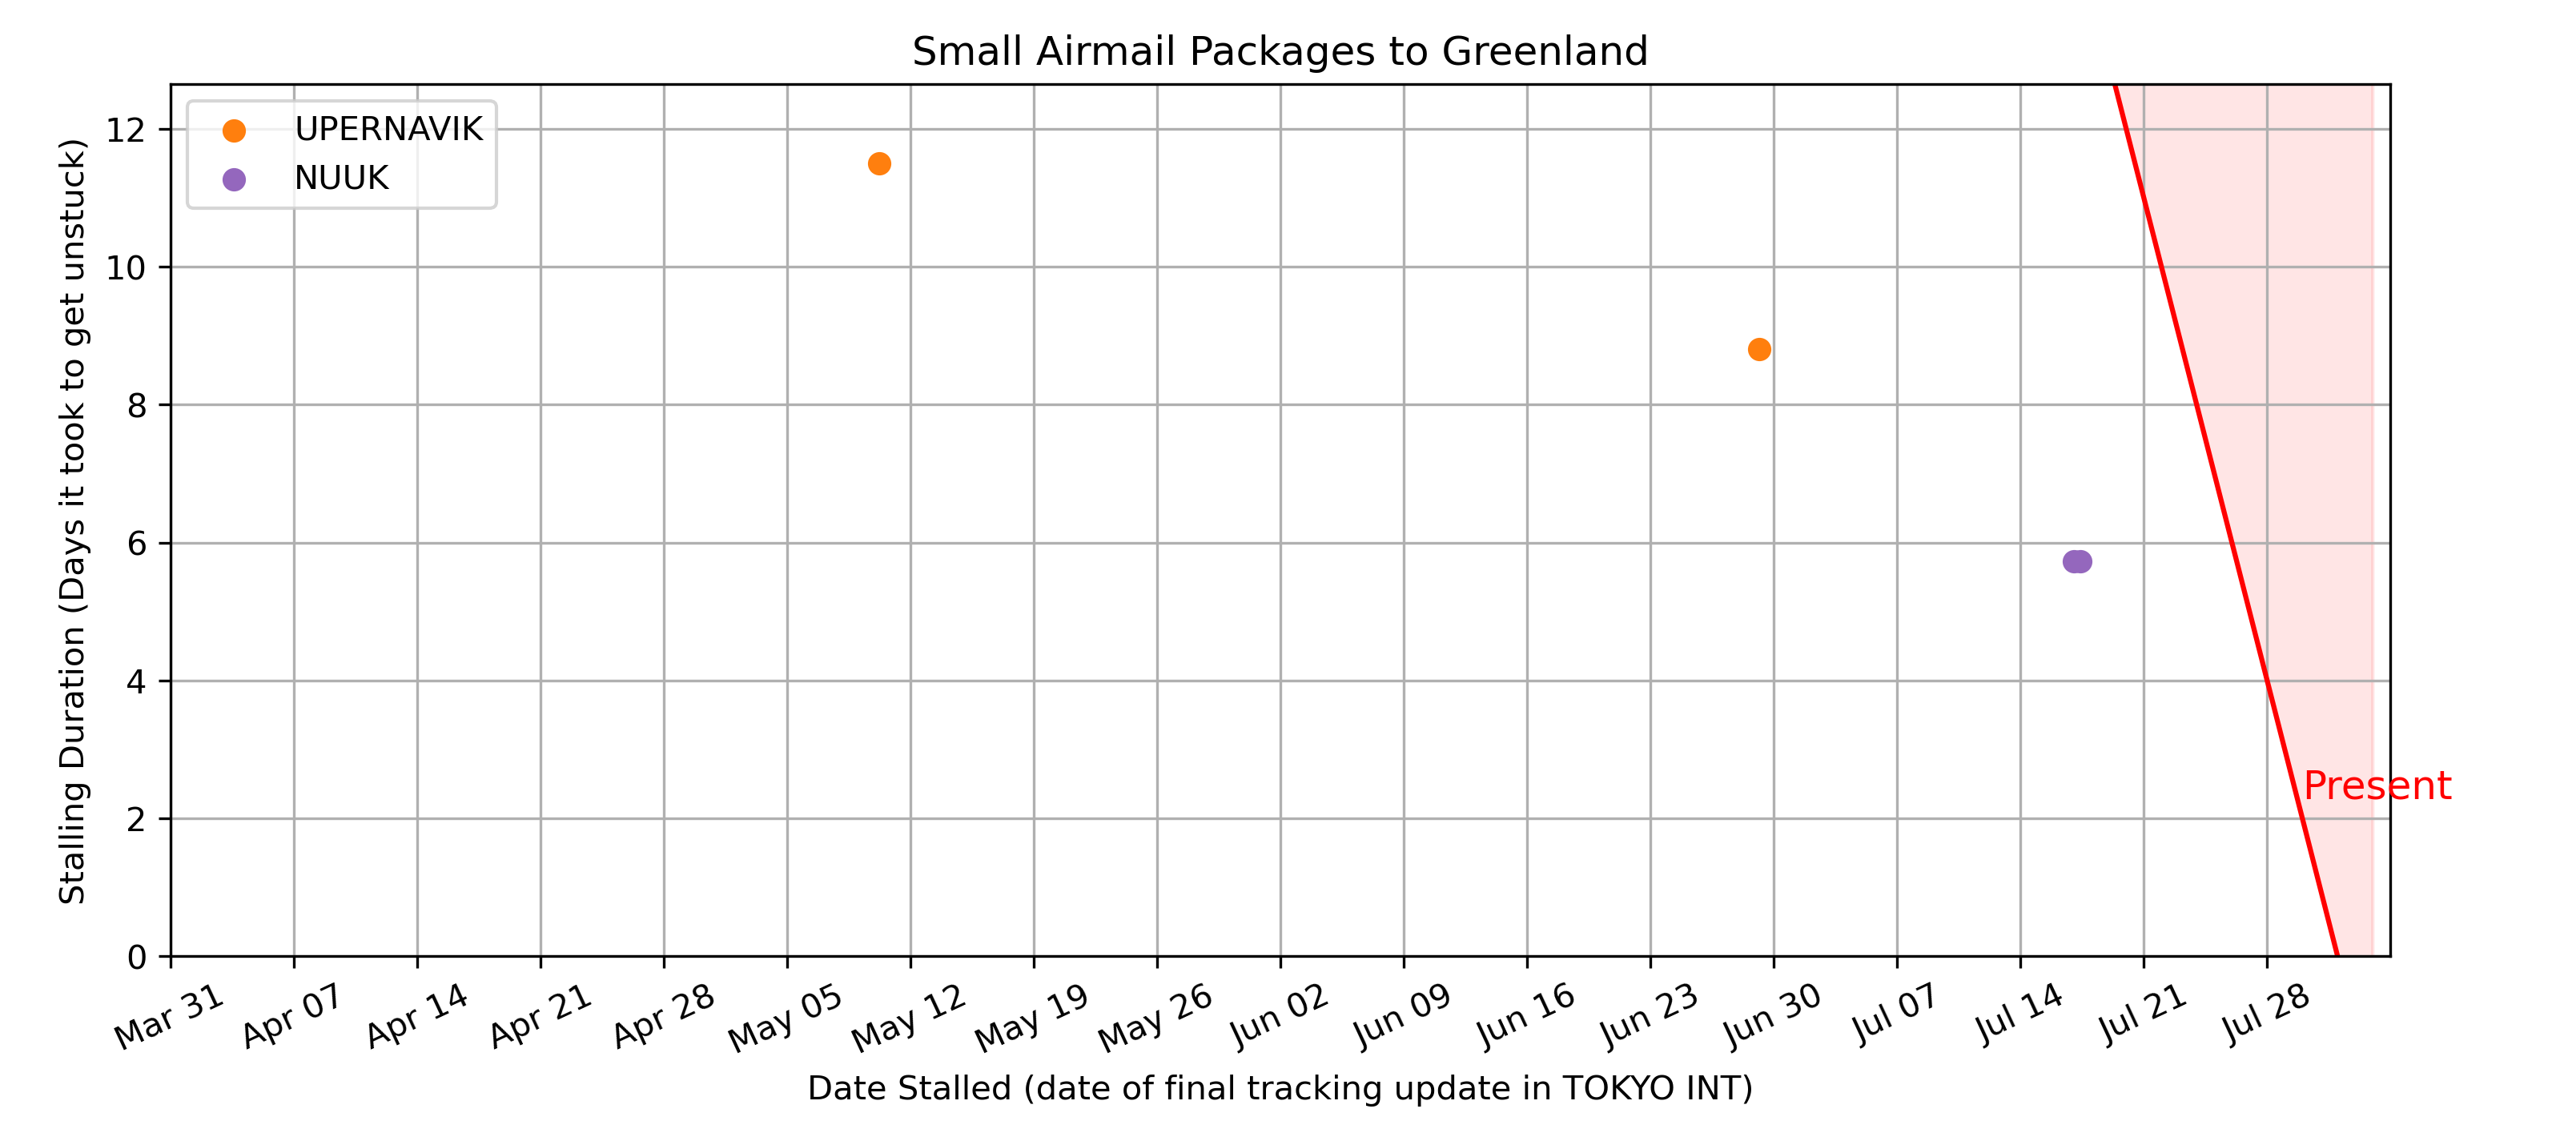 Small Airmail Packages to Greenland
UPERNAVIK
NUUK
Stalling Duration (Days it took to get unstuck)
12
10
8
6
4
2
0
Present
Mar 31 Apr 07 Apr 14 Apr 21 Apr 28 May 05 May 12 May 19 May 26 Jun 02 Jun 09 Jun 16 Jun 23 Jun 30 Jul 07 Jul 14 Jul 21 Jul 28
Date Stalled (date of final tracking update in TOKYO INT)